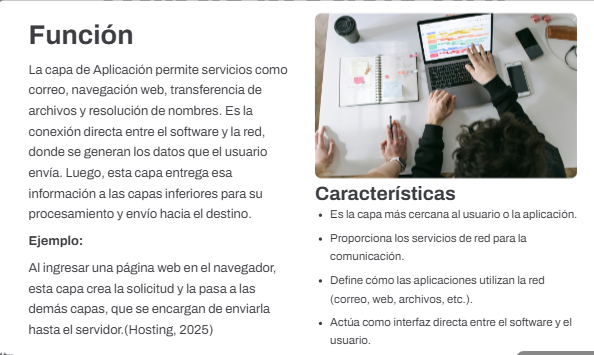 Función
La capa de Aplicación permite servicios como
correo, navegación web, transferencia de
archivos y resolución de nombres. Es la
conexión directa entre el software y la red,
donde se generan los datos que el usuario
envía. Luego, esta capa entrega esa
información a las capas inferiores para su
procesamiento y envío hacia el destino.
Ejemplo:
Al ingresar una página web en el navegador,
esta capa crea la solicitud y la pasa a las
demás capas, que se encargan de enviarla
hasta el servidor.(Hosting, 2025)
Características
• Es la capa más cercana al usuario o la aplicación.
• Proporciona los servicios de red para la
comunicación.
• Define cómo las aplicaciones utilizan la red
(correo, web, archivos, etc.).
• Actúa como interfaz directa entre el software y el
usuario.